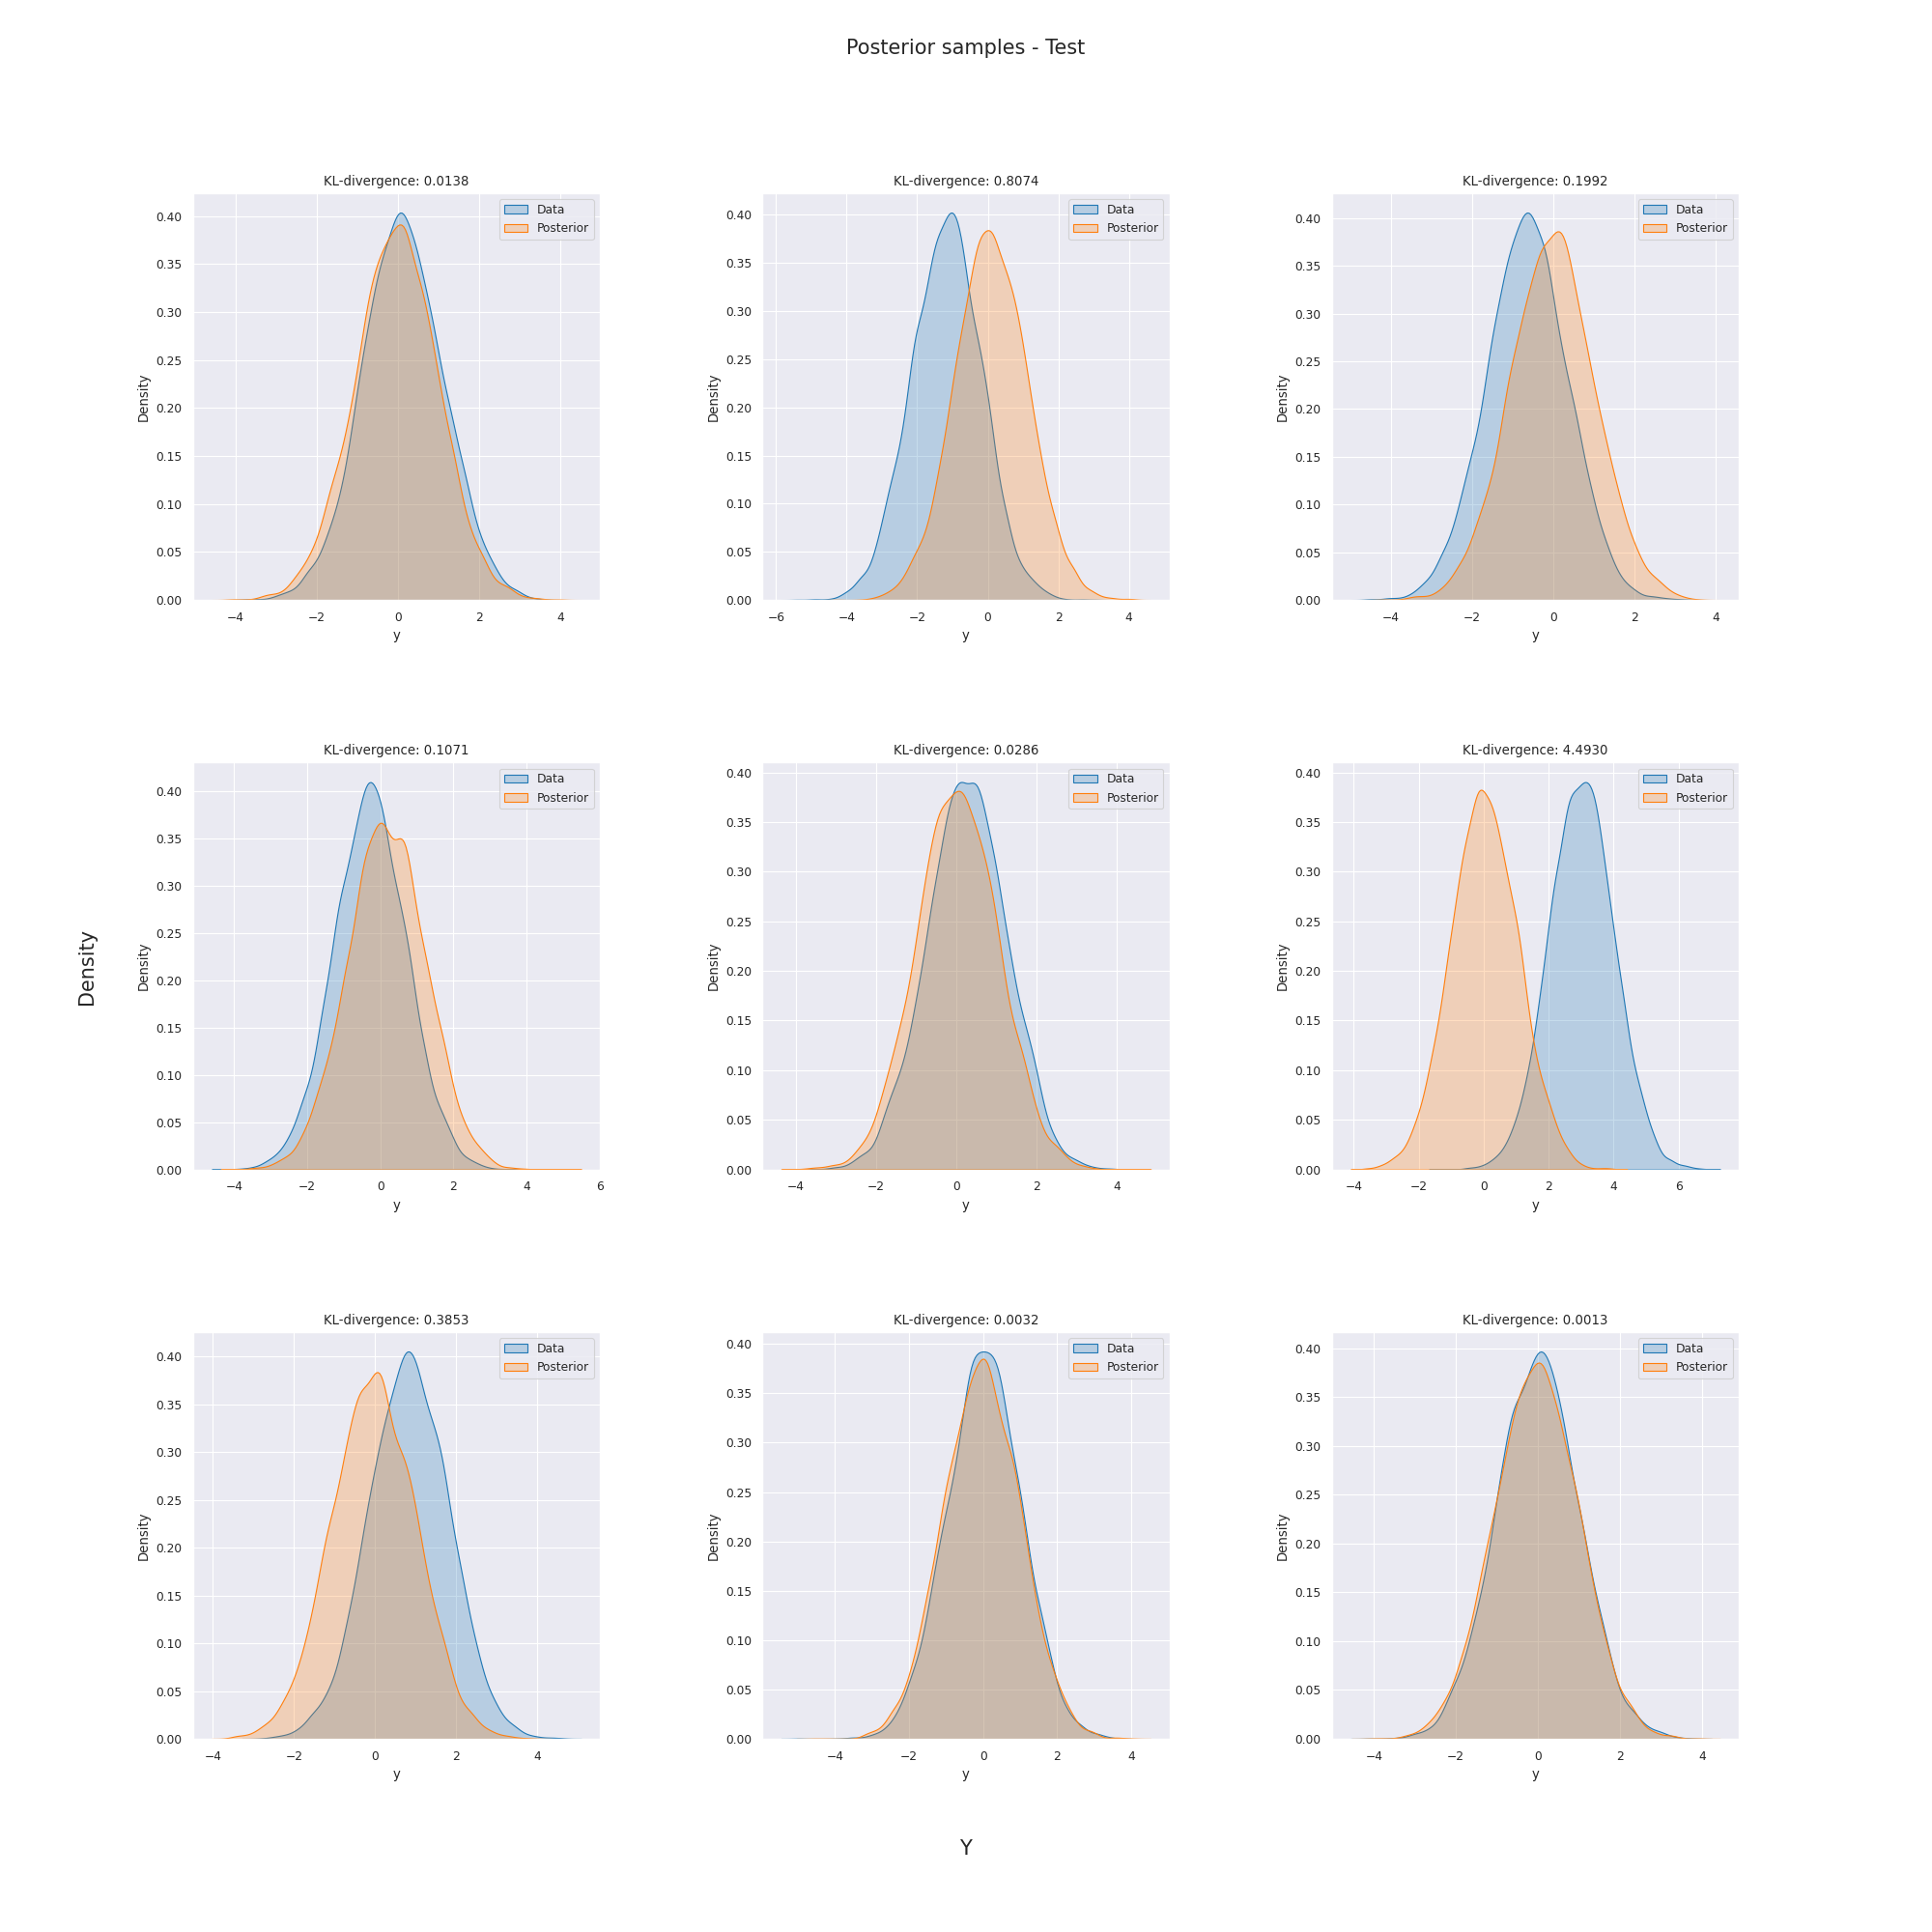 Posterior samples - Test
KL-divergence: 0.0138
Data
Posterior
0.40
0.35
0.30
0.25
0.20
0.15
0.10
0.05
0.00
Density
−4 −2 0 2 4
y
KL-divergence: 0.8074
Data
Posterior
0.40
0.35
0.30
0.25
0.20
0.15
0.10
0.05
0.00
Density
−6 −4 −2 0 2 4
y
KL-divergence: 0.1992
Data
Posterior
0.40
0.35
0.30
0.25
0.20
0.15
0.10
0.05
0.00
Density
−4 −2 0 2 4
y
Density
KL-divergence: 0.1071
Data
Posterior
0.40
0.35
0.30
0.25
0.20
0.15
0.10
0.05
0.00
Density
−4 −2 0 2 4 6
y
KL-divergence: 0.0286
Data
Posterior
0.40
0.35
0.30
0.25
0.20
0.15
0.10
0.05
0.00
Density
−4 −2 0 2 4
y
KL-divergence: 4.4930
Data
Posterior
0.40
0.35
0.30
0.25
0.20
0.15
0.10
0.05
0.00
Density
−4 −2 0 2 4 6
y
KL-divergence: 0.3853
Data
Posterior
0.40
0.35
0.30
0.25
0.20
0.15
0.10
0.05
0.00
Density
−4 −2 0 2 4
y
KL-divergence: 0.0032
Data
Posterior
0.40
0.35
0.30
0.25
0.20
0.15
0.10
0.05
0.00
Density
−4 −2 0 2 4
y
KL-divergence: 0.0013
Data
Posterior
0.40
0.35
0.30
0.25
0.20
0.15
0.10
0.05
0.00
Density
−4 −2 0 2 4
y
Y